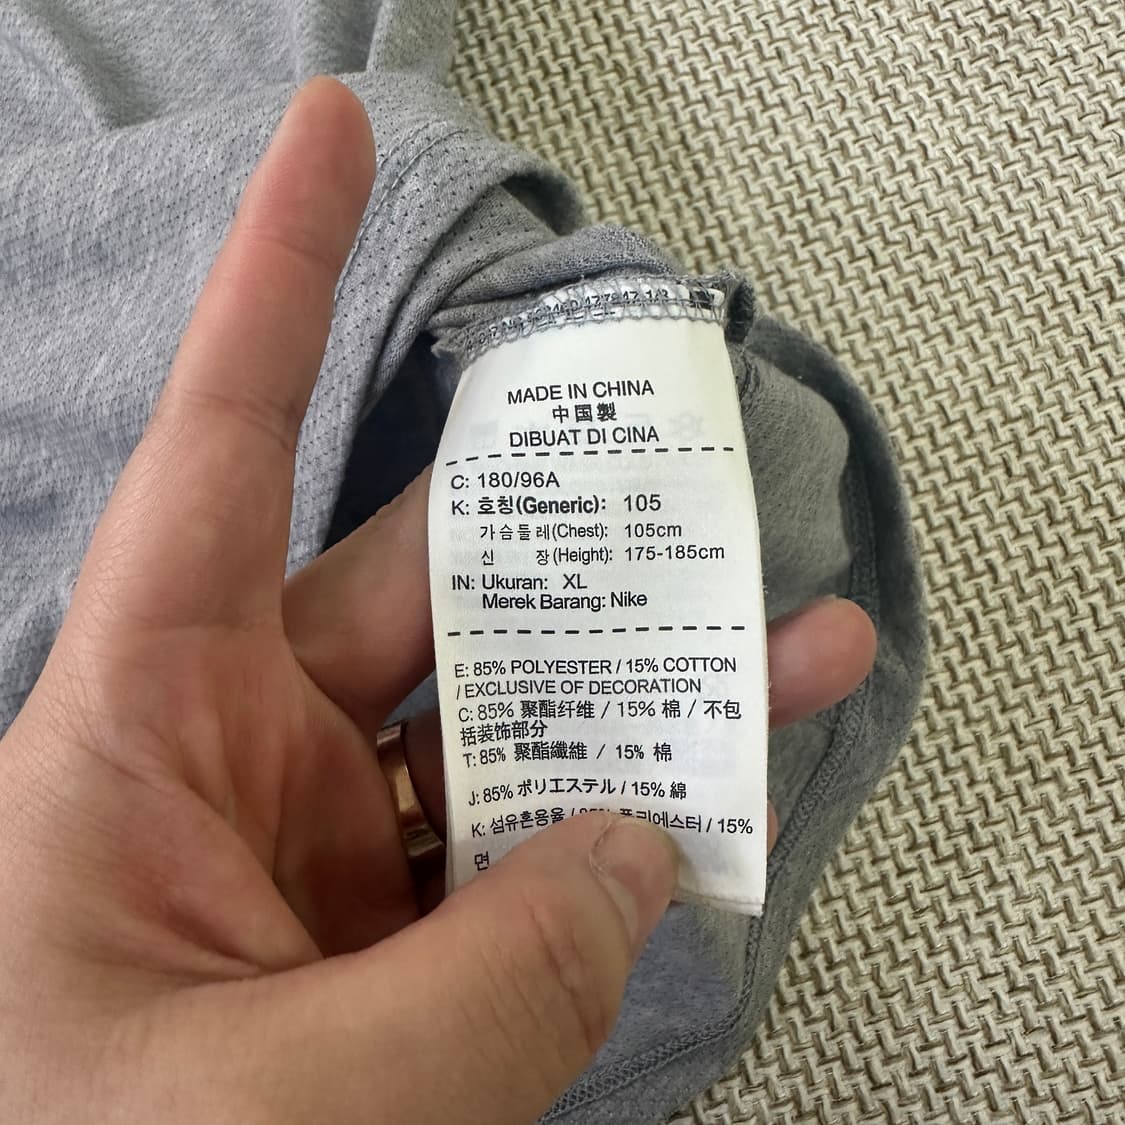 MADE IN CHINA
中国製
DIBUAT DI CINA
C: 180/96A
K: 호칭(Generic): 105
가슴둘레(Chest): 105cm
신 장(Height): 175-185cm
IN: Ukuran: XL
Merek Barang: Nike
E: 85% POLYESTER / 15% COTTON
/ EXCLUSIVE OF DECORATION
C: 85% 聚酯纤维 / 15% 棉 / 不包
括装饰部分
T: 85% 聚酯纖維 / 15% 棉
J: 85% ポリエステル / 15% 綿
K: 섬유혼용율 / 85% 폴리에스터 / 15%
면